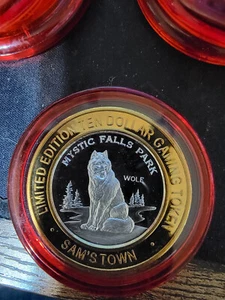 LIMITED EDITION TEN DOLLAR GAMING TOKEN
MYSTIC FALLS PARK
WOLF
· SAM'S TOWN ·